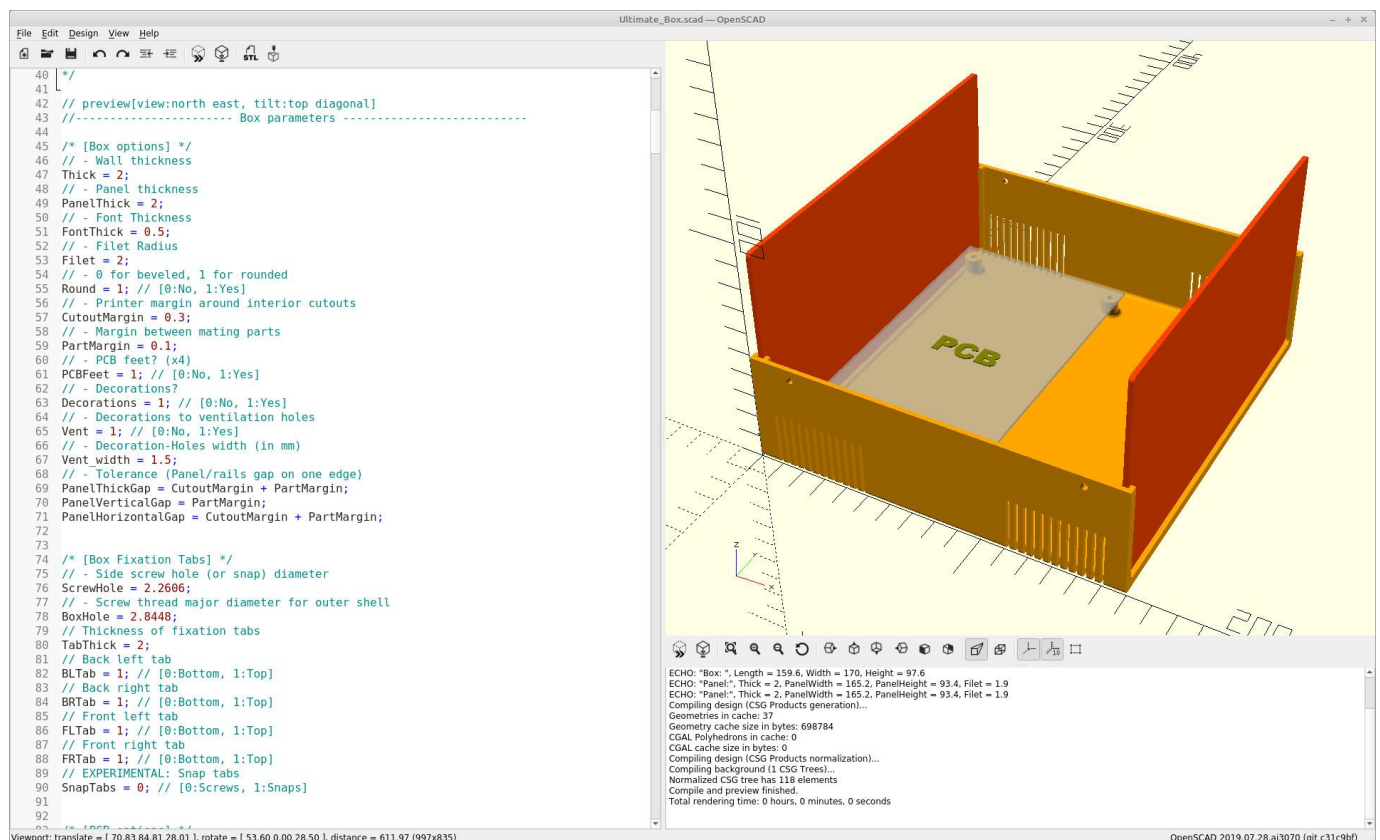 Ultimate_Box.scad — OpenSCAD
File Edit Design View Help
STL
40 */
41
42 // preview[view:north east, tilt:top diagonal]
43 //----------------------- Box parameters ---------------------------
44
45 /* [Box options] */
46 // - Wall thickness
47 Thick = 2;
48 // - Panel thickness
49 PanelThick = 2;
50 // - Font Thickness
51 FontThick = 0.5;
52 // - Filet Radius
53 Filet = 2;
54 // - 0 for beveled, 1 for rounded
55 Round = 1; // [0:No, 1:Yes]
56 // - Printer margin around interior cutouts
57 CutoutMargin = 0.3;
58 // - Margin between mating parts
59 PartMargin = 0.1;
60 // - PCB feet? (x4)
61 PCBFeet = 1; // [0:No, 1:Yes]
62 // - Decorations?
63 Decorations = 1; // [0:No, 1:Yes]
64 // - Decorations to ventilation holes
65 Vent = 1; // [0:No, 1:Yes]
66 // - Decoration-Holes width (in mm)
67 Vent_width = 1.5;
68 // - Tolerance (Panel/rails gap on one edge)
69 PanelThickGap = CutoutMargin + PartMargin;
70 PanelVerticalGap = PartMargin;
71 PanelHorizontalGap = CutoutMargin + PartMargin;
72
73
74 /* [Box Fixation Tabs] */
75 // - Side screw hole (or snap) diameter
76 ScrewHole = 2.2606;
77 // - Screw thread major diameter for outer shell
78 BoxHole = 2.8448;
79 // Thickness of fixation tabs
80 TabThick = 2;
81 // Back left tab
82 BLTab = 1; // [0:Bottom, 1:Top]
83 // Back right tab
84 BRTab = 1; // [0:Bottom, 1:Top]
85 // Front left tab
86 FLTab = 1; // [0:Bottom, 1:Top]
87 // Front right tab
88 FRTab = 1; // [0:Bottom, 1:Top]
89 // EXPERIMENTAL: Snap tabs
90 SnapTabs = 0; // [0:Screws, 1:Snaps]
91
92
PCB
200
z
x
10
ECHO: "Box: ", Length = 159.6, Width = 170, Height = 97.6
ECHO: "Panel:", Thick = 2, PanelWidth = 165.2, PanelHeight = 93.4, Filet = 1.9
ECHO: "Panel:", Thick = 2, PanelWidth = 165.2, PanelHeight = 93.4, Filet = 1.9
Compiling design (CSG Products generation)...
Geometries in cache: 37
Geometry cache size in bytes: 698784
CGAL Polyhedrons in cache: 0
CGAL cache size in bytes: 0
Compiling design (CSG Products normalization)...
Compiling background (1 CSG Trees)...
Normalized CSG tree has 118 elements
Compile and preview finished.
Total rendering time: 0 hours, 0 minutes, 0 seconds
Viewport: translate = [ 70.83 84.81 28.01 ], rotate = [ 53.60 0.00 28.50 ], distance = 611.97 (997x835)
OpenSCAD 2019.07.28.ai3070 (git c31c9bf)